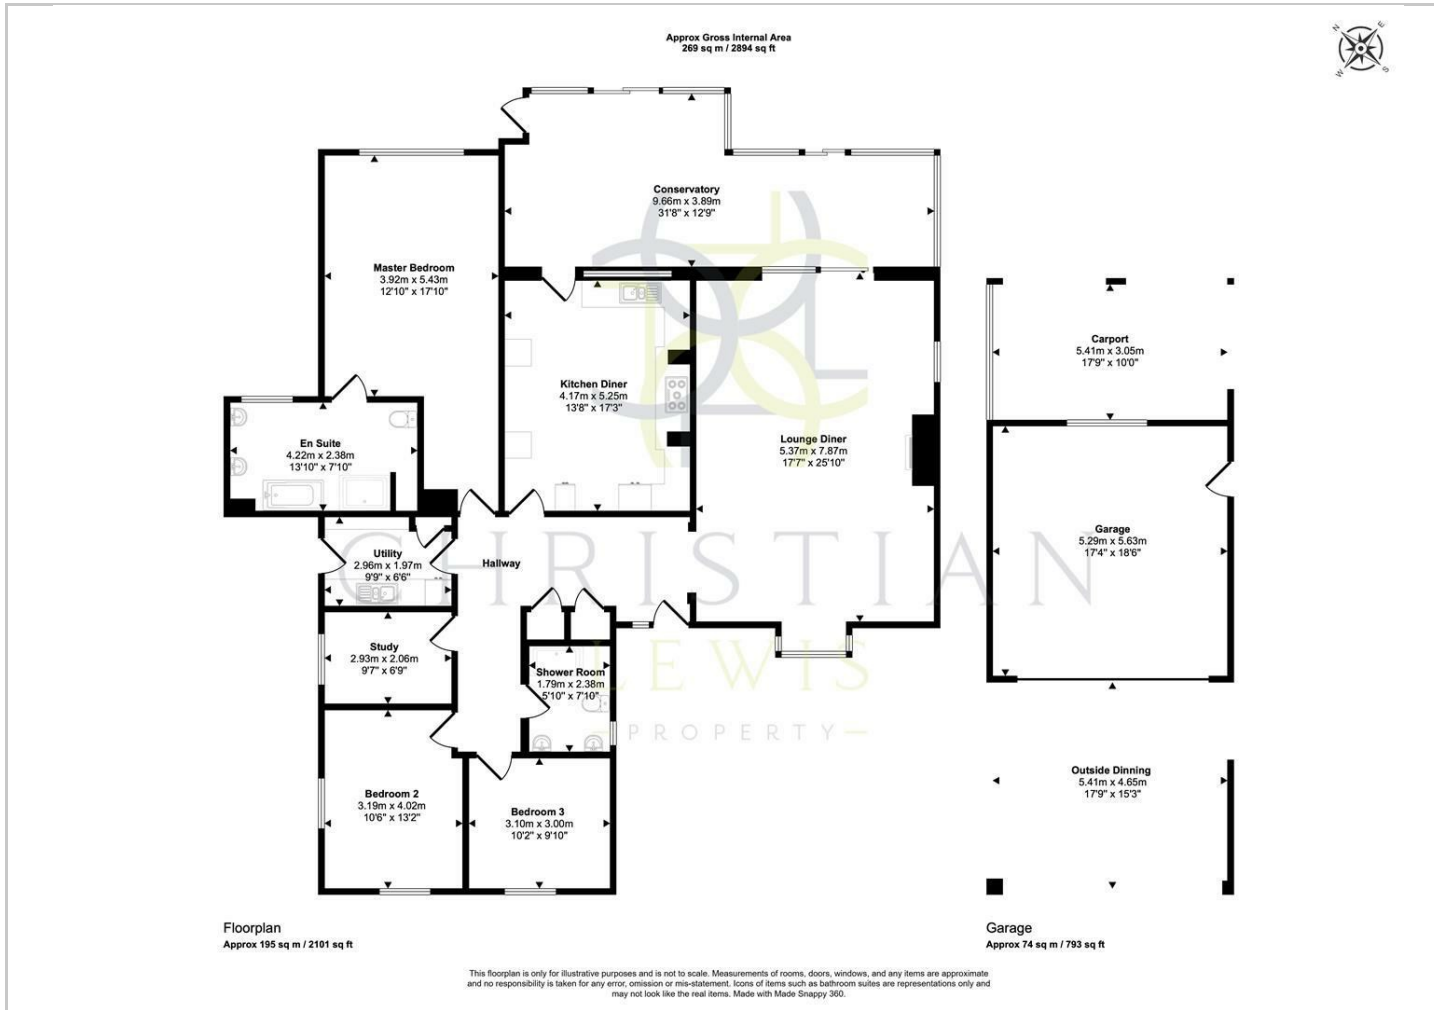 Approx Gross Internal Area
269 sq m / 2894 sq ft
N
E
S
W
Conservatory
9.66m x 3.89m
31'8" x 12'9"
Master Bedroom
3.92m x 5.43m
12'10" x 17'10"
Kitchen Diner
4.17m x 5.25m
13'8" x 17'3"
Carport
5.41m x 3.05m
17'9" x 10'0"
En Suite
4.22m x 2.38m
13'10" x 7'10"
Lounge Diner
5.37m x 7.87m
17'7" x 25'10"
Garage
5.29m x 5.63m
17'4" x 18'6"
Utility
2.96m x 1.97m
9'9" x 6'6"
Hallway
CHRISTIAN
LEWIS
PROPERTY
Study
2.93m x 2.06m
9'7" x 6'9"
Shower Room
1.79m x 2.38m
5'10" x 7'10"
Bedroom 2
3.19m x 4.02m
10'6" x 13'2"
Bedroom 3
3.10m x 3.00m
10'2" x 9'10"
Outside Dinning
5.41m x 4.65m
17'9" x 15'3"
Floorplan
Approx 195 sq m / 2101 sq ft
Garage
Approx 74 sq m / 793 sq ft
This floorplan is only for illustrative purposes and is not to scale. Measurements of rooms, doors, windows, and any items are approximate
and no responsibility is taken for any error, omission or mis-statement. Icons of items such as bathroom suites are representations only and
may not look like the real items. Made with Made Snappy 360.